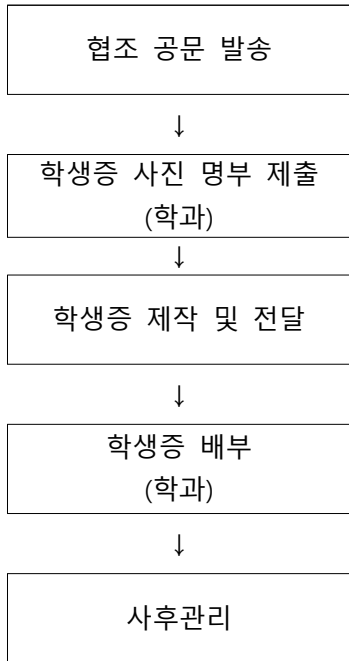 협조 공문 발송
↓
학생증 사진 명부 제출
(학과)
↓
학생증 제작 및 전달
↓
학생증 배부
(학과)
↓
사후관리